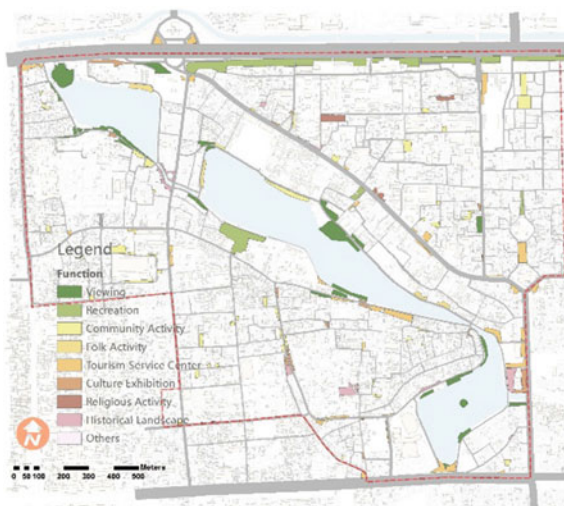 Legend
Function
Viewing
Recreation
Community Activity
Folk Activity
Tourism Service Center
Culture Exhibition
Religious Activity
Historical Landscape
Others
N
0 50 100 200 300 400 500 Meters